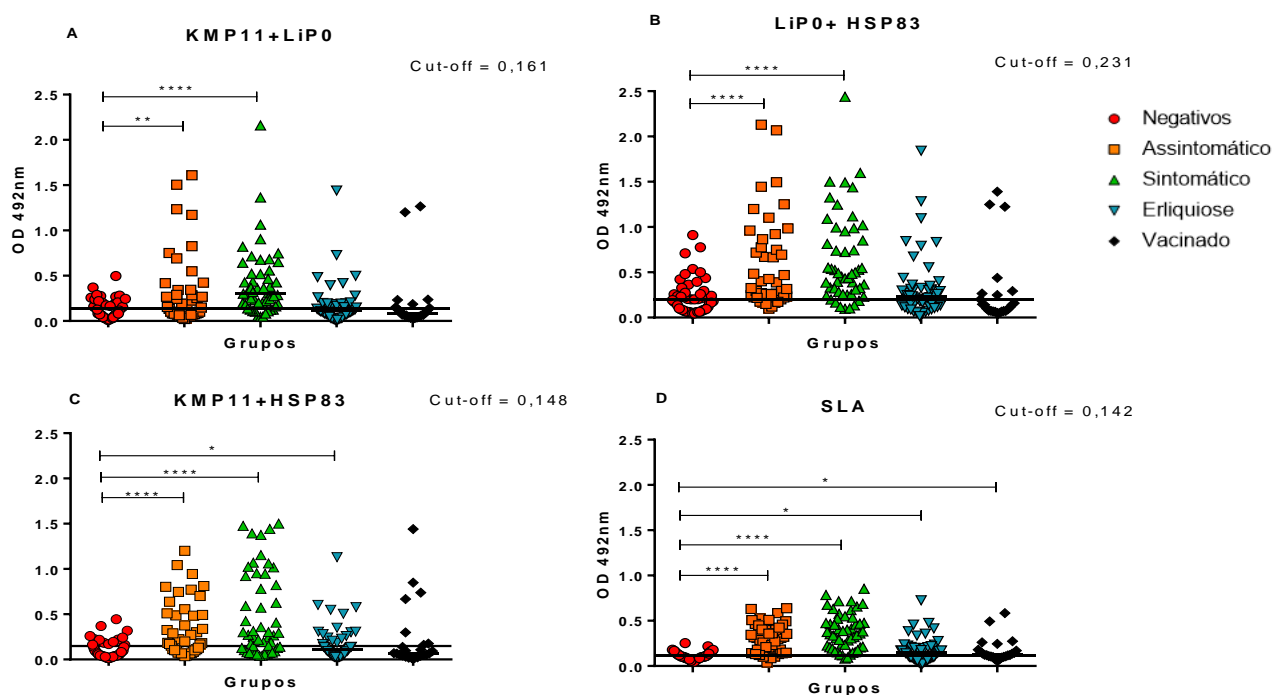 A
KMP11+LiP0
Cut-off = 0,161
2.5
2.0
1.5
1.0
0.5
0.0
OD 492nm
****
**
Grupos
B
LiP0+ HSP83
Cut-off = 0,231
2.5
2.0
1.5
1.0
0.5
0.0
OD 492nm
****
****
Grupos
Negativos
Assintomático
Sintomático
Erliquiose
Vacinado
C
KMP11+HSP83
Cut-off = 0,148
2.5
2.0
1.5
1.0
0.5
0.0
OD 492nm
*
****
****
Grupos
D
SLA
Cut-off = 0,142
2.5
2.0
1.5
1.0
0.5
0.0
OD 492nm
*
*
****
****
Grupos